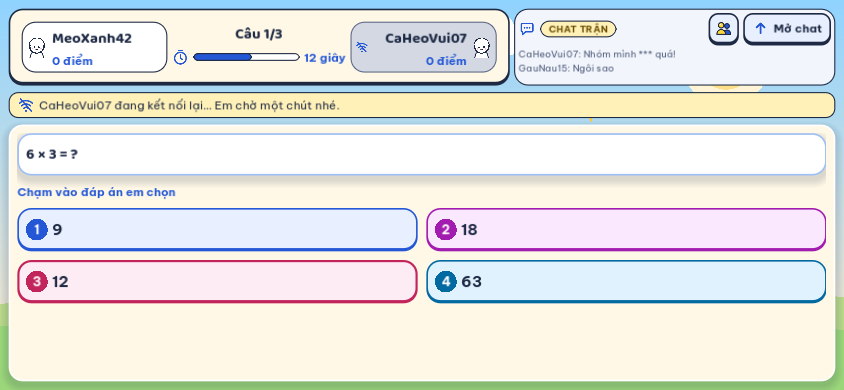 MeoXanh42
0 điểm
Câu 1/3
12 giây
CaHeoVui07
0 điểm
CHAT TRẬN
Mở chat
CaHeoVui07: Nhóm mình *** quá!
GauNau15: Ngôi sao
CaHeoVui07 đang kết nối lại... Em chờ một chút nhé.
6 × 3 = ?
Chạm vào đáp án em chọn
1 9
2 18
3 12
4 63